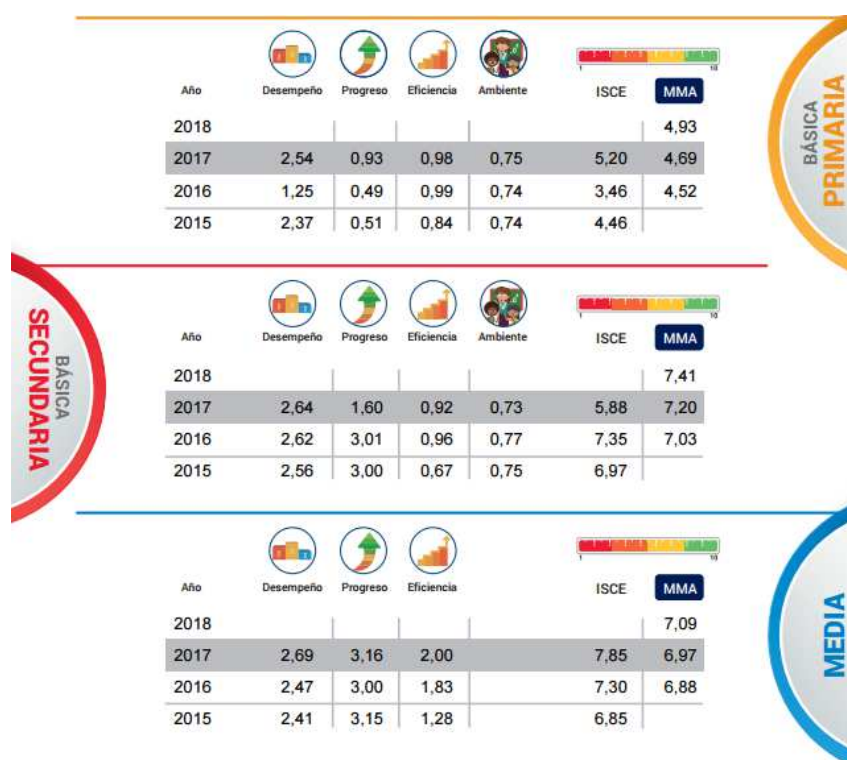 Año Desempeño Progreso Eficiencia Ambiente ISCE MMA
1 10
2018 4,93
2017 2,54 0,93 0,98 0,75 5,20 4,69
2016 1,25 0,49 0,99 0,74 3,46 4,52
2015 2,37 0,51 0,84 0,74 4,46
BÁSICA
PRIMARIA
Año Desempeño Progreso Eficiencia Ambiente ISCE MMA
1 10
2018 7,41
2017 2,64 1,60 0,92 0,73 5,88 7,20
2016 2,62 3,01 0,96 0,77 7,35 7,03
2015 2,56 3,00 0,67 0,75 6,97
BÁSICA
SECUNDARIA
Año Desempeño Progreso Eficiencia ISCE MMA
1 10
2018 7,09
2017 2,69 3,16 2,00 7,85 6,97
2016 2,47 3,00 1,83 7,30 6,88
2015 2,41 3,15 1,28 6,85
MEDIA